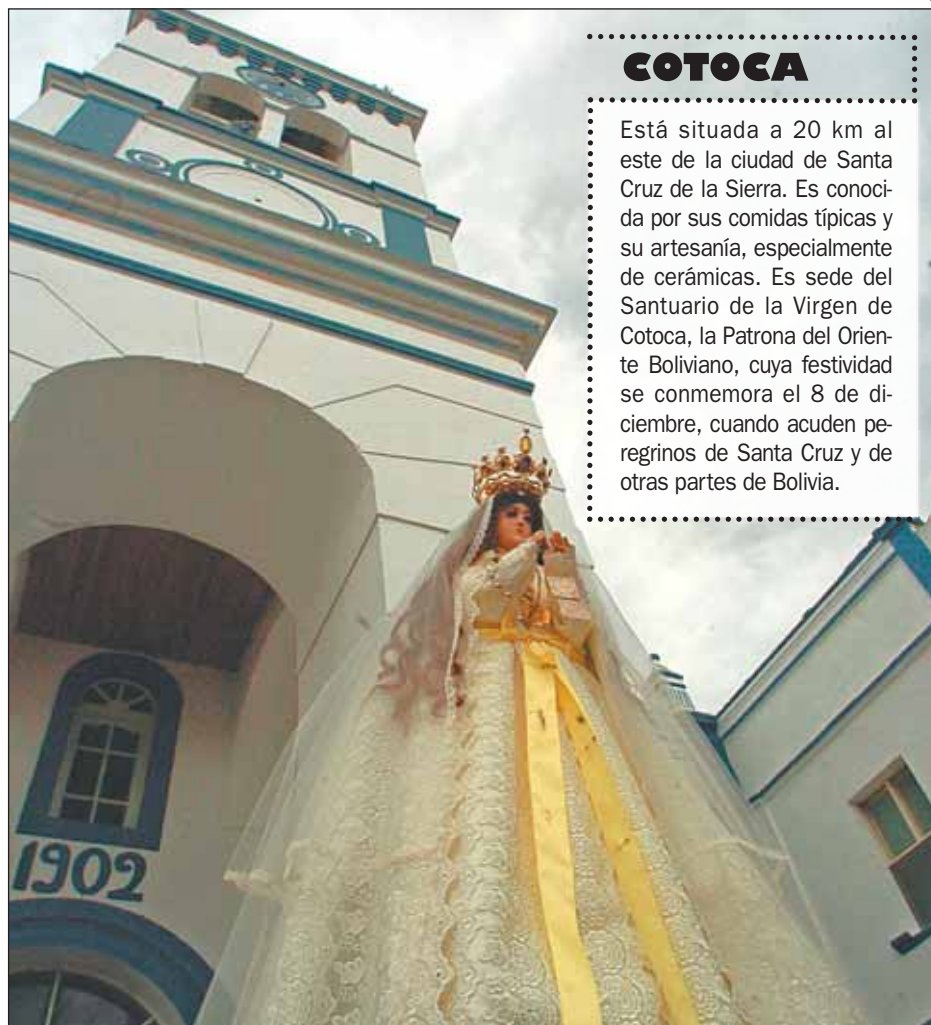 COTOCA
Está situada a 20 km al
este de la ciudad de Santa
Cruz de la Sierra. Es conoci-
da por sus comidas típicas y
su artesanía, especialmente
de cerámicas. Es sede del
Santuario de la Virgen de
Cotoca, la Patrona del Orien-
te Boliviano, cuya festividad
se conmemora el 8 de di-
ciembre, cuando acuden pe-
regrinos de Santa Cruz y de
otras partes de Bolivia.
1902